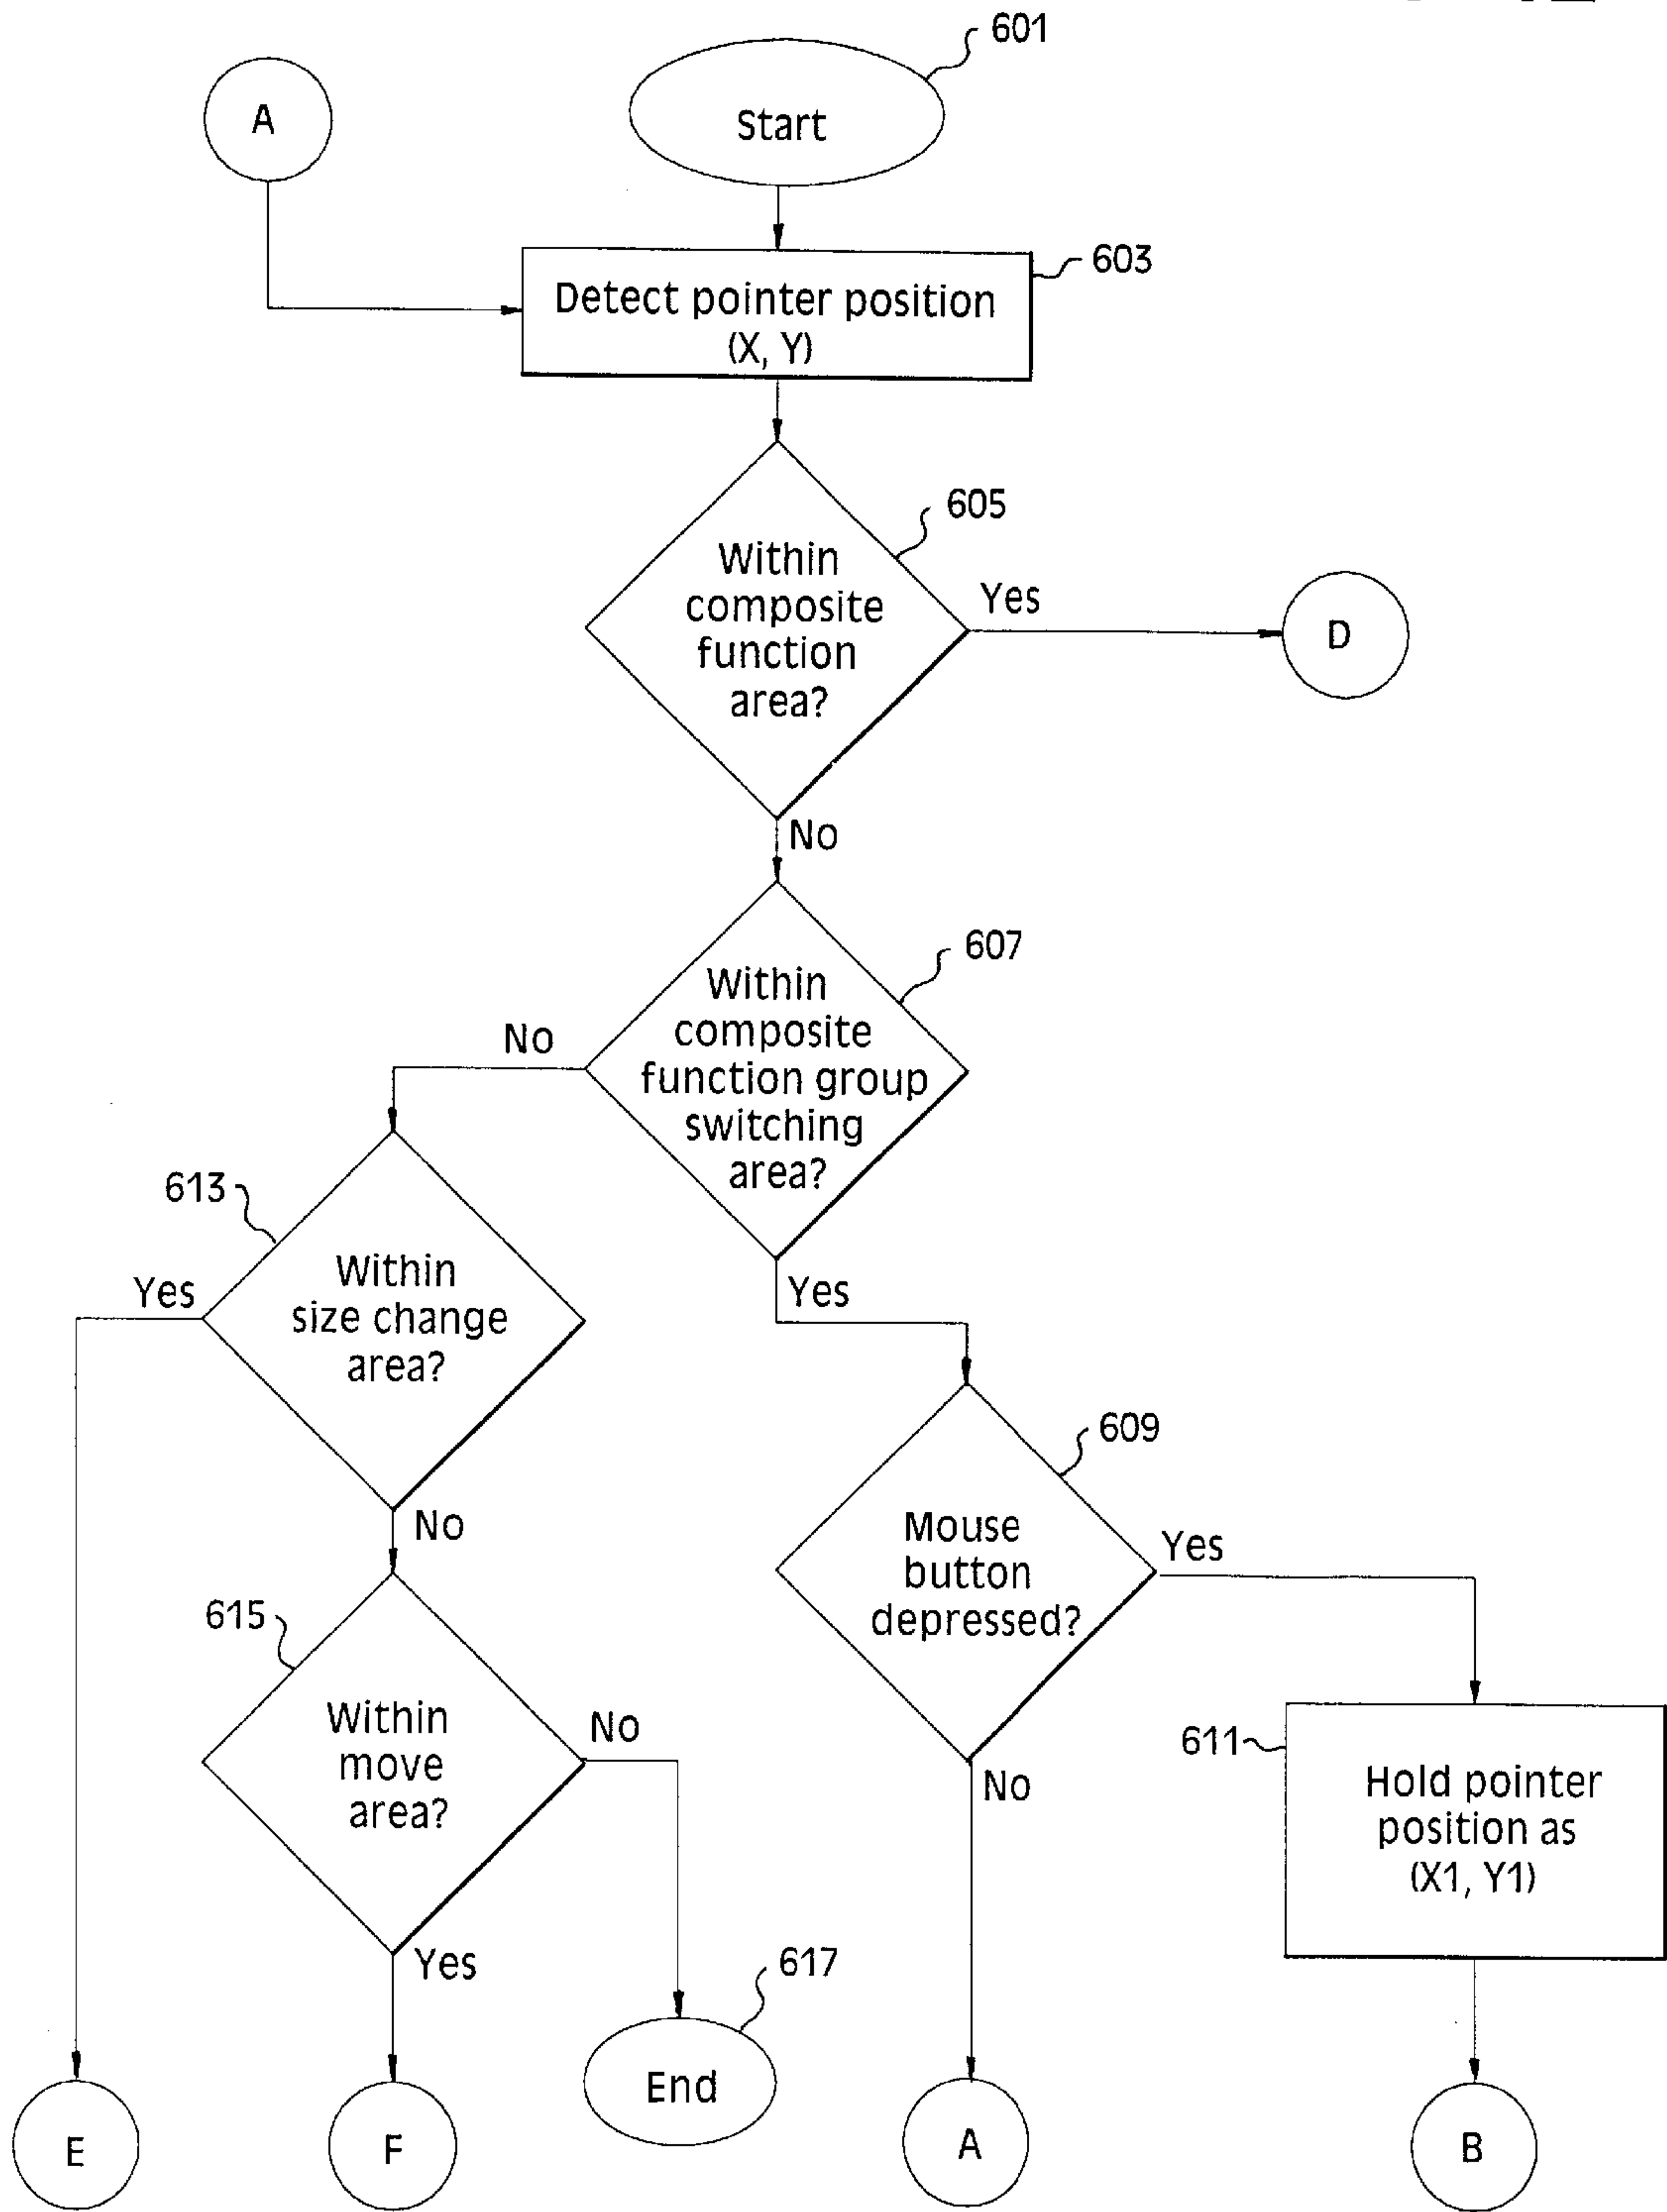 601
A
Start
603
Detect pointer position
(X, Y)
605
Within
composite
function
area?
Yes
D
No
607
Within
composite
function group
switching
area?
No
613
Within
size change
area?
Yes
Yes
No
609
Mouse
button
depressed?
Yes
615
Within
move
area?
No
611
Hold pointer
position as
(X1, Y1)
No
Yes
617
End
E
F
A
B